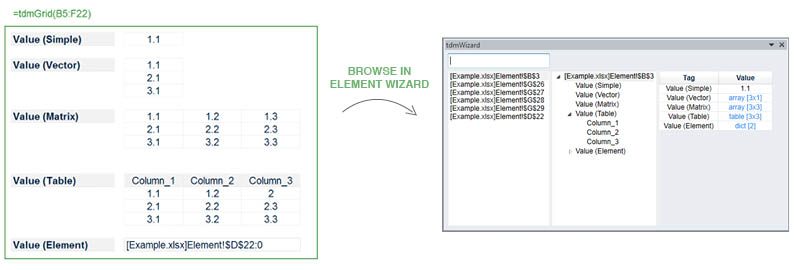 =tdmGrid(B5:F22)
Value (Simple) 1.1
Value (Vector) 1.1
2.1
3.1
Value (Matrix) 1.1 1.2 1.3
2.1 2.2 2.3
3.1 3.2 3.3
Value (Table) Column_1 Column_2 Column_3
1.1 1.2 2
2.1 2.2 2.3
3.1 3.2 3.3
Value (Element) [Example.xlsx]Element!$D$22:0
BROWSE IN
ELEMENT WIZARD
tdmWizard
[Example.xlsx]Element!$B$3
[Example.xlsx]Element!$G$26
[Example.xlsx]Element!$G$27
[Example.xlsx]Element!$G$28
[Example.xlsx]Element!$G$29
[Example.xlsx]Element!$D$22
[Example.xlsx]Element!$B$3
Value (Simple)
Value (Vector)
Value (Matrix)
Value (Table)
Column_1
Column_2
Column_3
Value (Element)
Tag Value
Value (Simple) 1.1
Value (Vector) array [3x1]
Value (Matrix) array [3x3]
Value (Table) table [3x3]
Value (Element) dict [2]